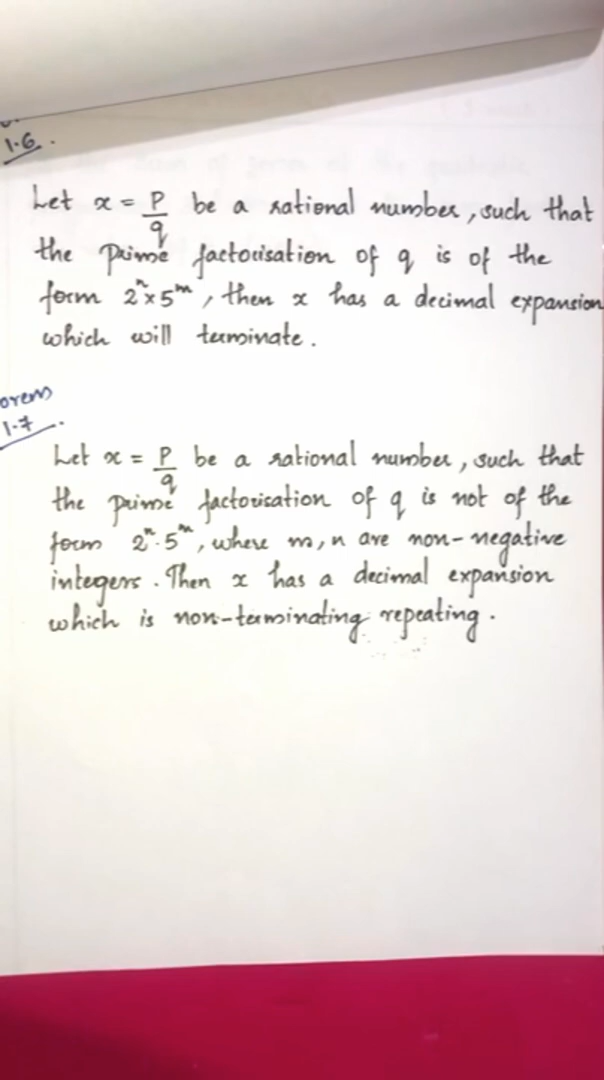 1.6.
Let x = p/q be a rational number, such that
the prime factorisation of q is of the
form 2ⁿ×5ᵐ, then x has a decimal expansion
which will terminate.
orem
1.7
Let x = p/q be a rational number, such that
the prime factorisation of q is not of the
form 2ⁿ·5ᵐ, where m, n are non-negative
integers. Then x has a decimal expansion
which is non-terminating repeating.